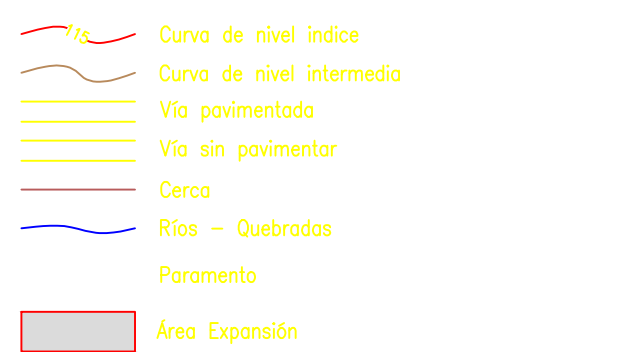 115 Curva de nivel indice
Curva de nivel intermedia
Vía pavimentada
Vía sin pavimentar
Cerca
Ríos - Quebradas
Paramento
Área Expansión